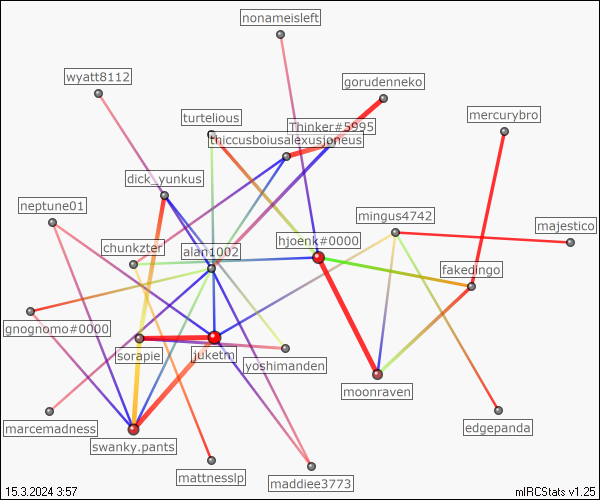 nonameisleft
wyatt8112
gorudenneko
mercurybro
turtelious
Thinker#5995
thiccusboiusalexusjoneus
dick_yunkus
neptune01
mingus4742
majestico
hjoenk#0000
chunkzter
alan1002
fakedingo
gnognomo#0000
sorapie
juketm
yoshimanden
moonraven
marcemadness
edgepanda
swanky.pants
mattnesslp
maddiee3773
15.3.2024 3:57
mIRCStats v1.25